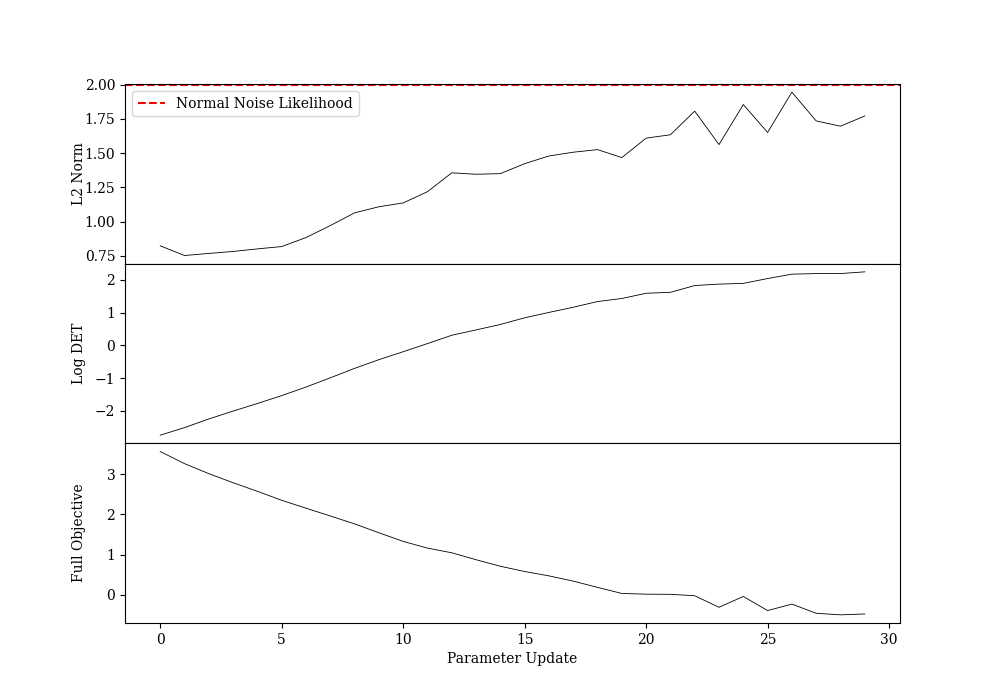 2.00
1.75
1.50
1.25
1.00
0.75
L2 Norm
Normal Noise Likelihood
2
1
0
−1
−2
Log DET
3
2
1
0
Full Objective
0 5 10 15 20 25 30
Parameter Update